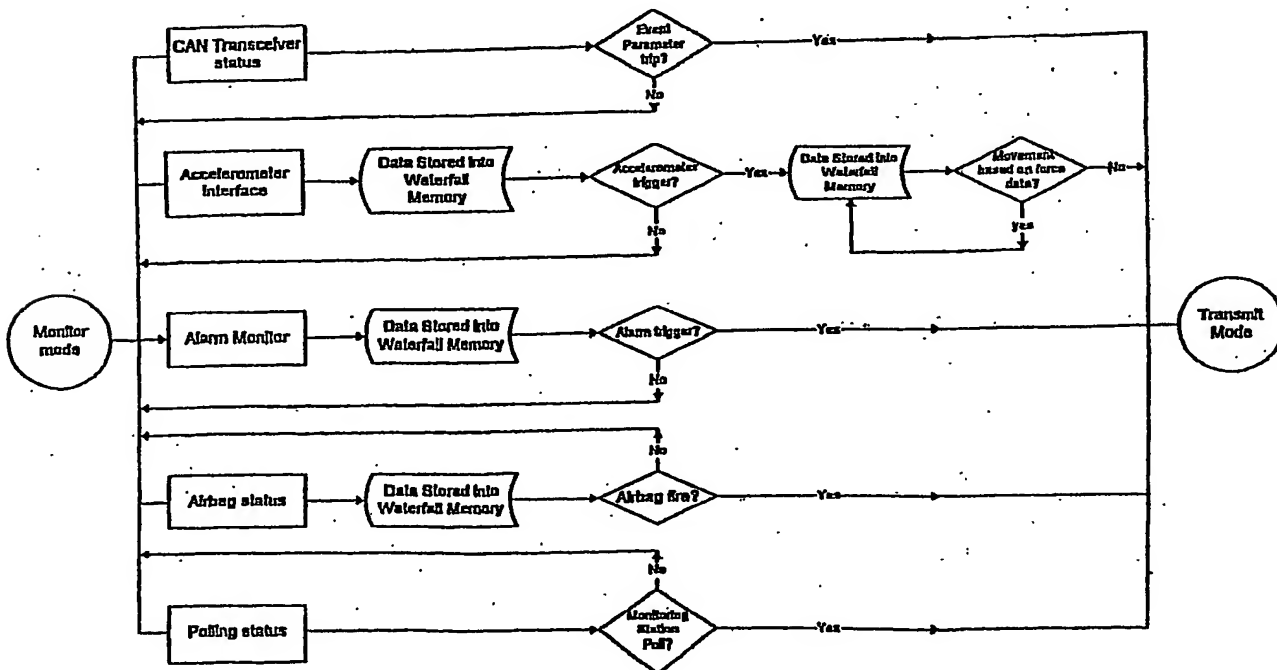 CAN Transceiver
status
Event
Parameter
trip?
Yes
No
Accelerometer
Interface
Data Stored Into
Waterfall
Memory
Accelerometer
trigger?
Yes
Data Stored Into
Waterfall
Memory
Movement
based on force
data?
No
No
yes
Monitor
mode
Alarm Monitor
Data Stored Into
Waterfall Memory
Alarm trigger?
Yes
Transmit
Mode
No
No
Airbag status
Data Stored Into
Waterfall Memory
Airbag fire?
Yes
No
Polling status
Monitoring
Station
Poll?
Yes